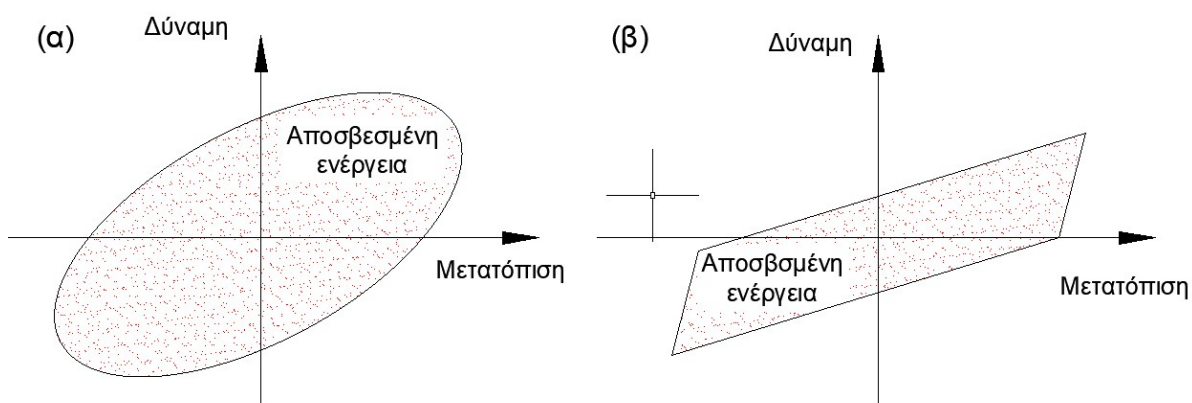 (α)
Δύναμη
Αποσβεσμένη
ενέργεια
Μετατόπιση
(β)
Δύναμη
Αποσβσμένη
ενέργεια
Μετατόπιση